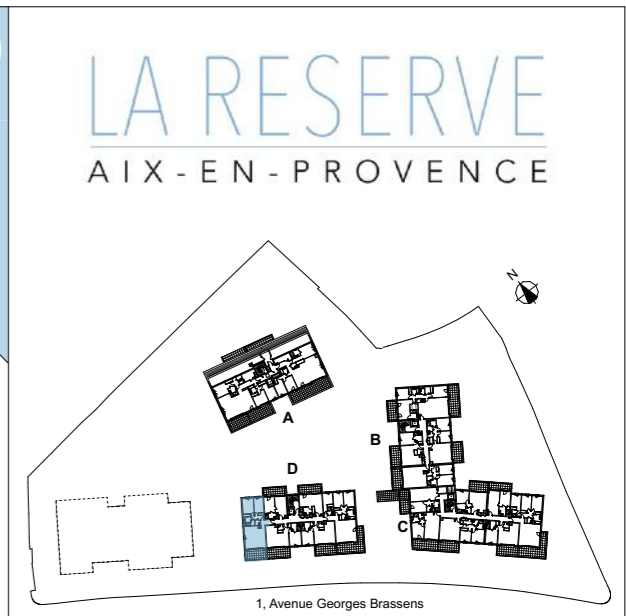 LA RESERVE
AIX-EN-PROVENCE
N
A
B
D
C
1, Avenue Georges Brassens